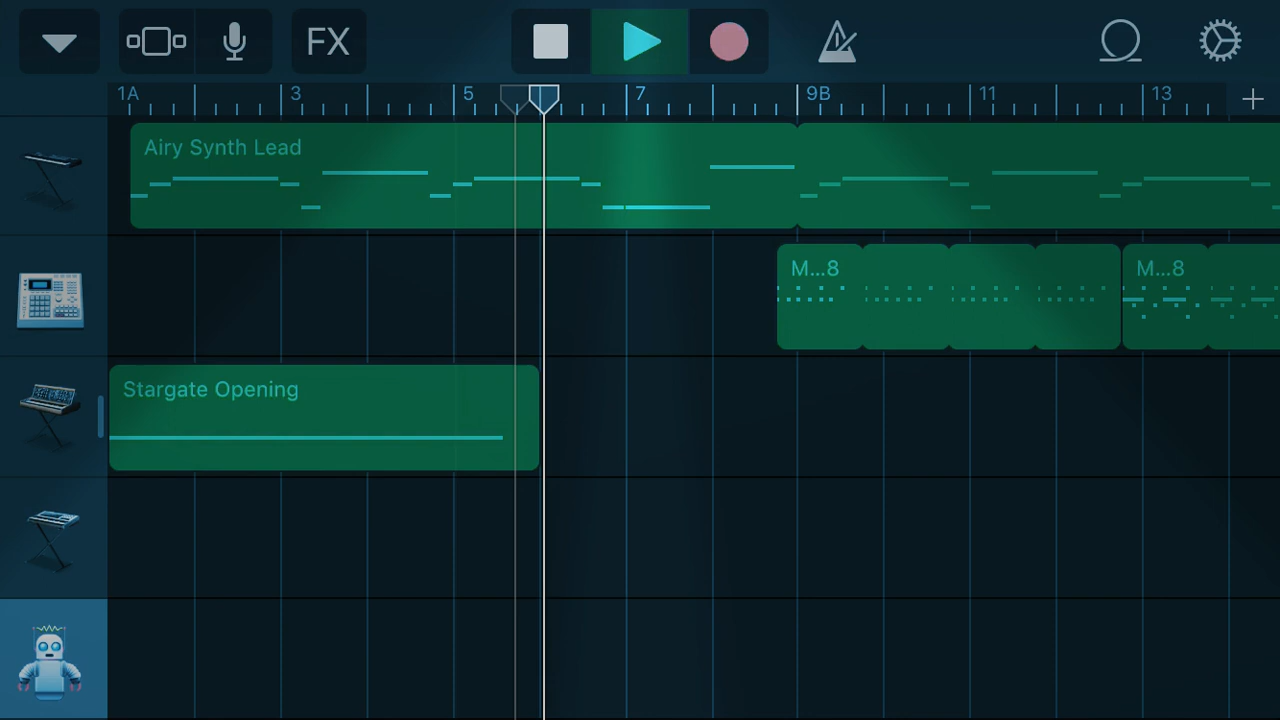 FX
1A 3 5 7 9B 11 13
Airy Synth Lead
M...8 M...8
Stargate Opening